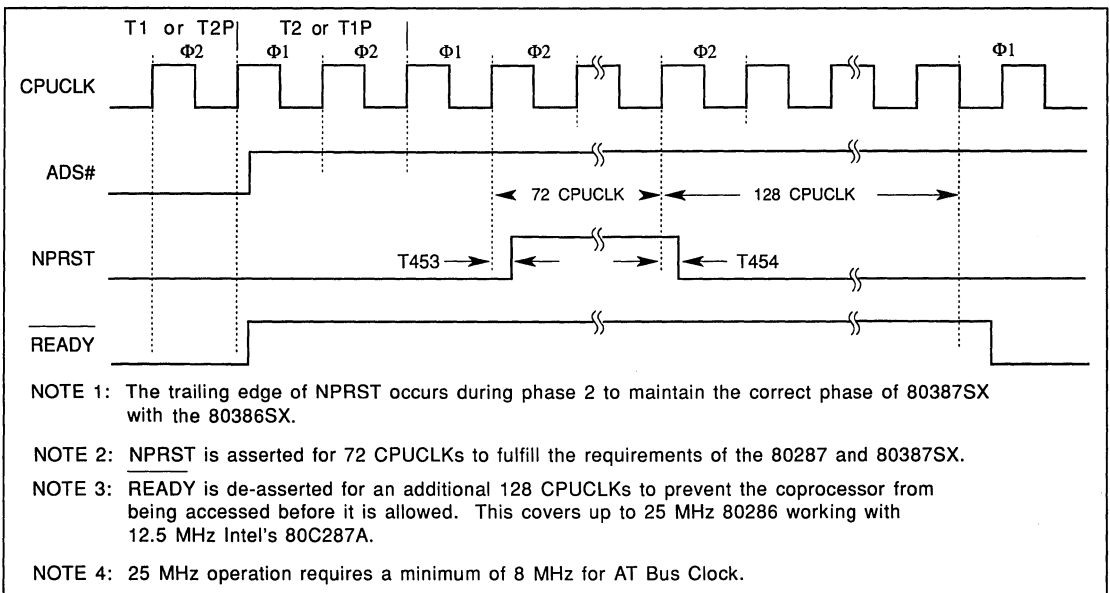 T1 or T2P T2 or T1P
Φ2 Φ1 Φ2 Φ1 Φ2 Φ2 Φ1
CPUCLK
ADS#
72 CPUCLK 128 CPUCLK
NPRST
T453 T454
READY
NOTE 1: The trailing edge of NPRST occurs during phase 2 to maintain the correct phase of 80387SX
with the 80386SX.
NOTE 2: NPRST is asserted for 72 CPUCLKs to fulfill the requirements of the 80287 and 80387SX.
NOTE 3: READY is de-asserted for an additional 128 CPUCLKs to prevent the coprocessor from
being accessed before it is allowed. This covers up to 25 MHz 80286 working with
12.5 MHz Intel's 80C287A.
NOTE 4: 25 MHz operation requires a minimum of 8 MHz for AT Bus Clock.